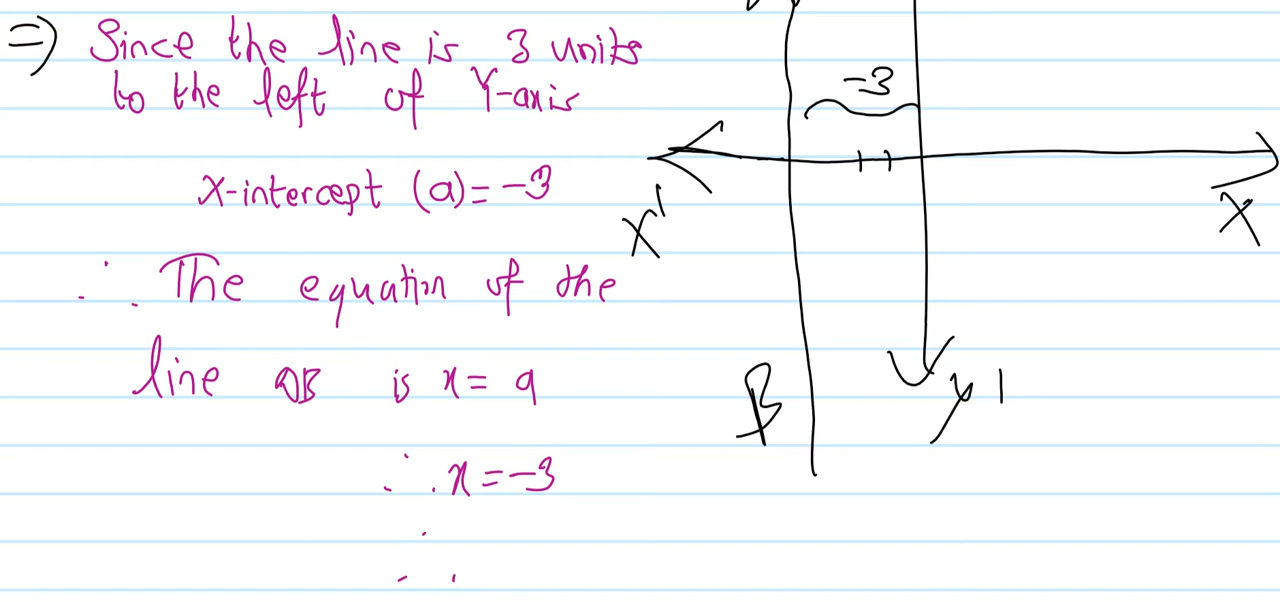 ⇒ Since the line is 3 units
to the left of Y-axis
X-intercept (a) = -3
∴ The equation of the
line AB is x = a
∴ x = -3
∴
-3
X'
X
B
y'